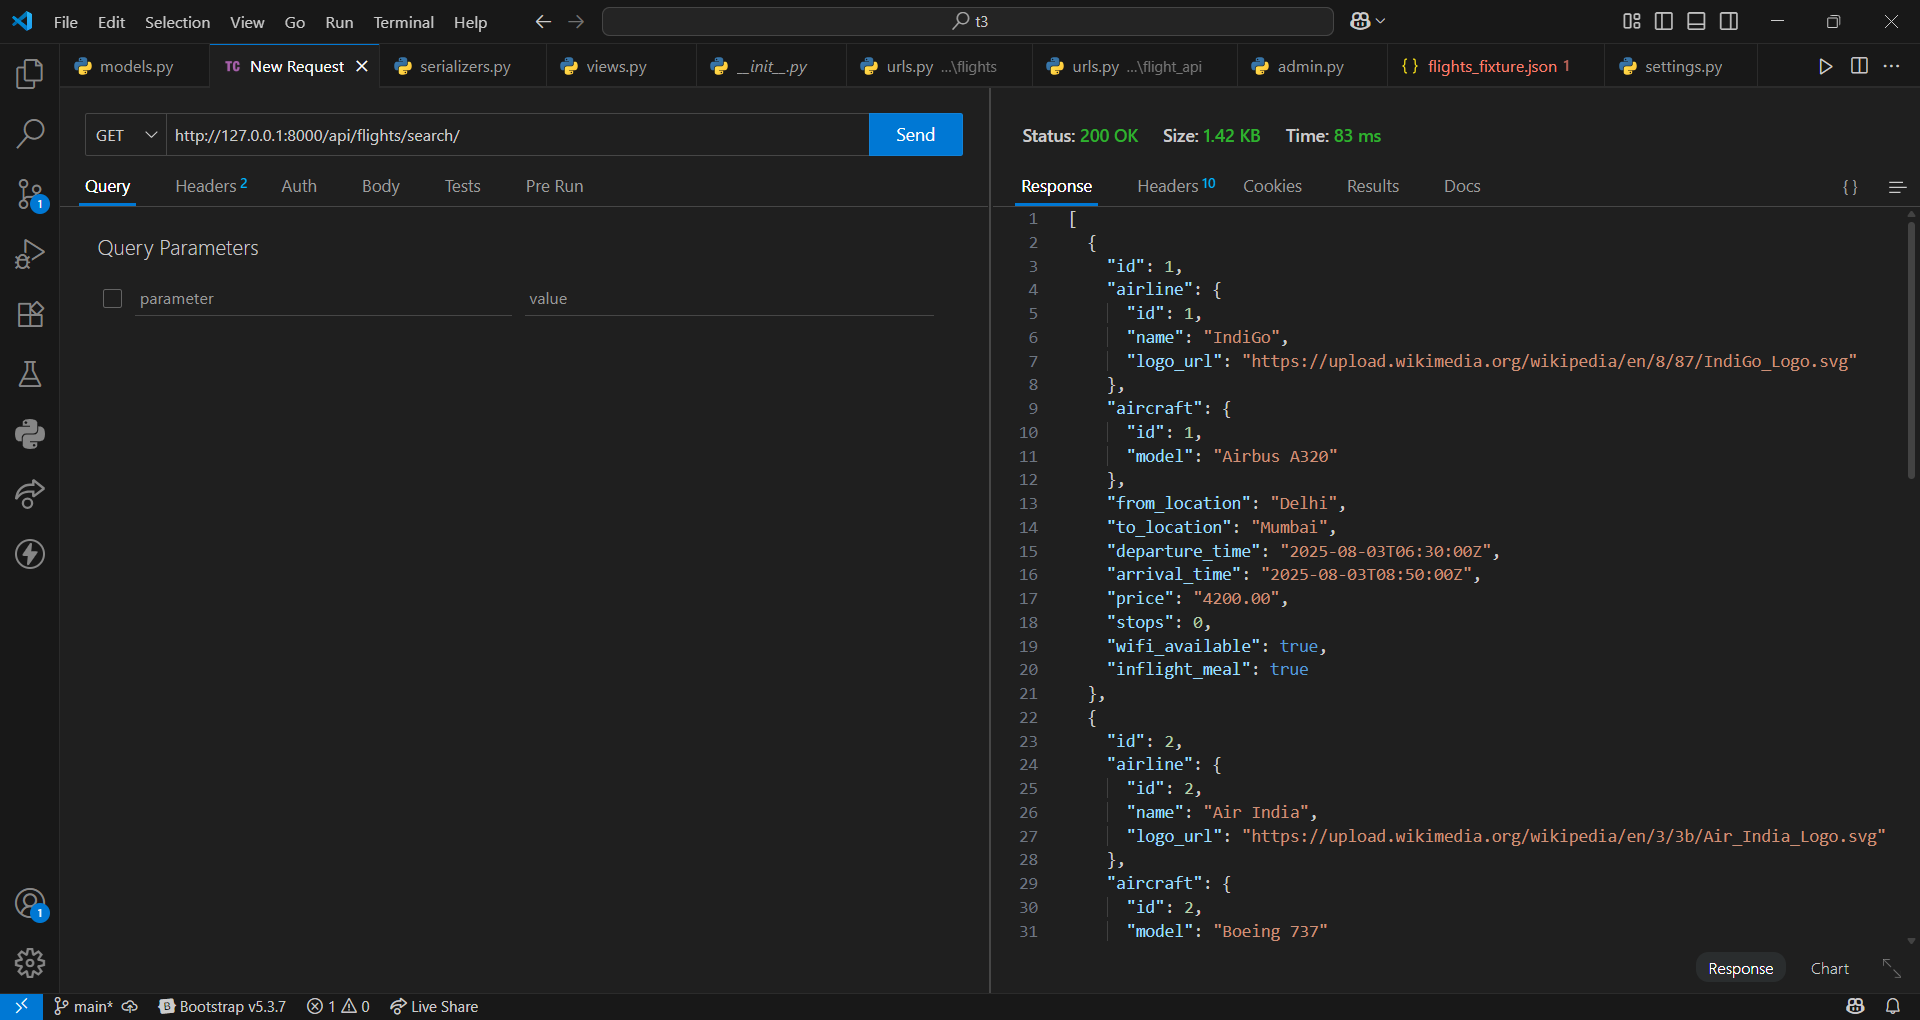 File Edit Selection View Go Run Terminal Help
t3
models.py
TC New Request
serializers.py
views.py
__init__.py
urls.py ...\flights
urls.py ...\flight_api
admin.py
{} flights_fixture.json 1
settings.py
GET http://127.0.0.1:8000/api/flights/search/ Send
Query Headers 2 Auth Body Tests Pre Run
Query Parameters
parameter value
Status: 200 OK Size: 1.42 KB Time: 83 ms
Response Headers 10 Cookies Results Docs {}
1 [
2 {
3 "id": 1,
4 "airline": {
5 "id": 1,
6 "name": "IndiGo",
7 "logo_url": "https://upload.wikimedia.org/wikipedia/en/8/87/IndiGo_Logo.svg"
8 },
9 "aircraft": {
10 "id": 1,
11 "model": "Airbus A320"
12 },
13 "from_location": "Delhi",
14 "to_location": "Mumbai",
15 "departure_time": "2025-08-03T06:30:00Z",
16 "arrival_time": "2025-08-03T08:50:00Z",
17 "price": "4200.00",
18 "stops": 0,
19 "wifi_available": true,
20 "inflight_meal": true
21 },
22 {
23 "id": 2,
24 "airline": {
25 "id": 2,
26 "name": "Air India",
27 "logo_url": "https://upload.wikimedia.org/wikipedia/en/3/3b/Air_India_Logo.svg"
28 },
29 "aircraft": {
30 "id": 2,
31 "model": "Boeing 737"
Response Chart
1
1
main* B Bootstrap v5.3.7 1 0 Live Share